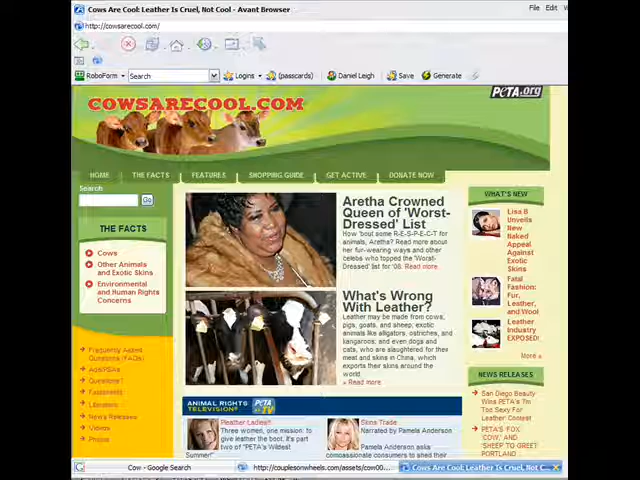 Cows Are Cool: Leather Is Cruel, Not Cool - Avant Browser
File Edit
http://cowsarecool.com/
RoboForm Search Logins (passcards) Daniel Leigh Save Generate
COWSARECOOL.COM
PETA.org
HOME THE FACTS FEATURES SHOPPING GUIDE GET ACTIVE DONATE NOW
Search
Go
THE FACTS
Cows
Other Animals
and Exotic Skins
Environmental
and Human Rights
Concerns
Frequently Asked
Questions (FAQs)
Ads/PSAs
Questions?
Factsheets
Literature
News Releases
Videos
Photos
Aretha Crowned
Queen of 'Worst-
Dressed' List
How 'bout some R-E-S-P-E-C-T for
animals, Aretha? Read more about
her fur-wearing ways and other
celebs who topped the 'Worst-
Dressed' list for '08. Read more
What's Wrong
With Leather?
Leather may be made from cows,
pigs, goats, and sheep; exotic
animals like alligators, ostriches, and
kangaroos; and even dogs and
cats, who are slaughtered for their
meat and skins in China, which
exports their skins around the
world
» Read more
ANIMAL RIGHTS
TELEVISION
PETA
TV
Pleather Ladies!!
Three women, one mission: to
give leather the boot, it's part
two of "PETA's Wildest
Summer!"
Skins Trade
Narrated by Pamela Anderson
Pamela Anderson asks
compassionate shoppers to shed their
WHAT'S NEW
Lisa B
Unveils
New
Naked
Appeal
Against
Exotic
Skins
Fatal
Fashion:
Fur,
Leather,
and Wool
Leather
Industry
EXPOSED!
More »
NEWS RELEASES
San Diego Beauty
Wins PETA's 'I'm
Too Sexy For
Leather' Contest
PETA'S 'FOX,'
'COW,' AND
'SHEEP' TO GREET
PORTLAND
Cow - Google Search http://couplesonwheels.com/assets/cow00... Cows Are Cool: Leather Is Cruel, Not C...